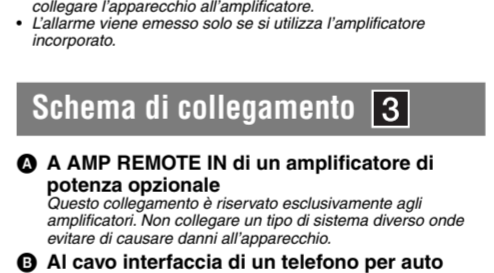 collegare l'apparecchio all'amplificatore.
• L'allarme viene emesso solo se si utilizza l'amplificatore
incorporato.
Schema di collegamento 3
A A AMP REMOTE IN di un amplificatore di
potenza opzionale
Questo collegamento è riservato esclusivamente agli
amplificatori. Non collegare un tipo di sistema diverso onde
evitare di causare danni all'apparecchio.
B Al cavo interfaccia di un telefono per auto